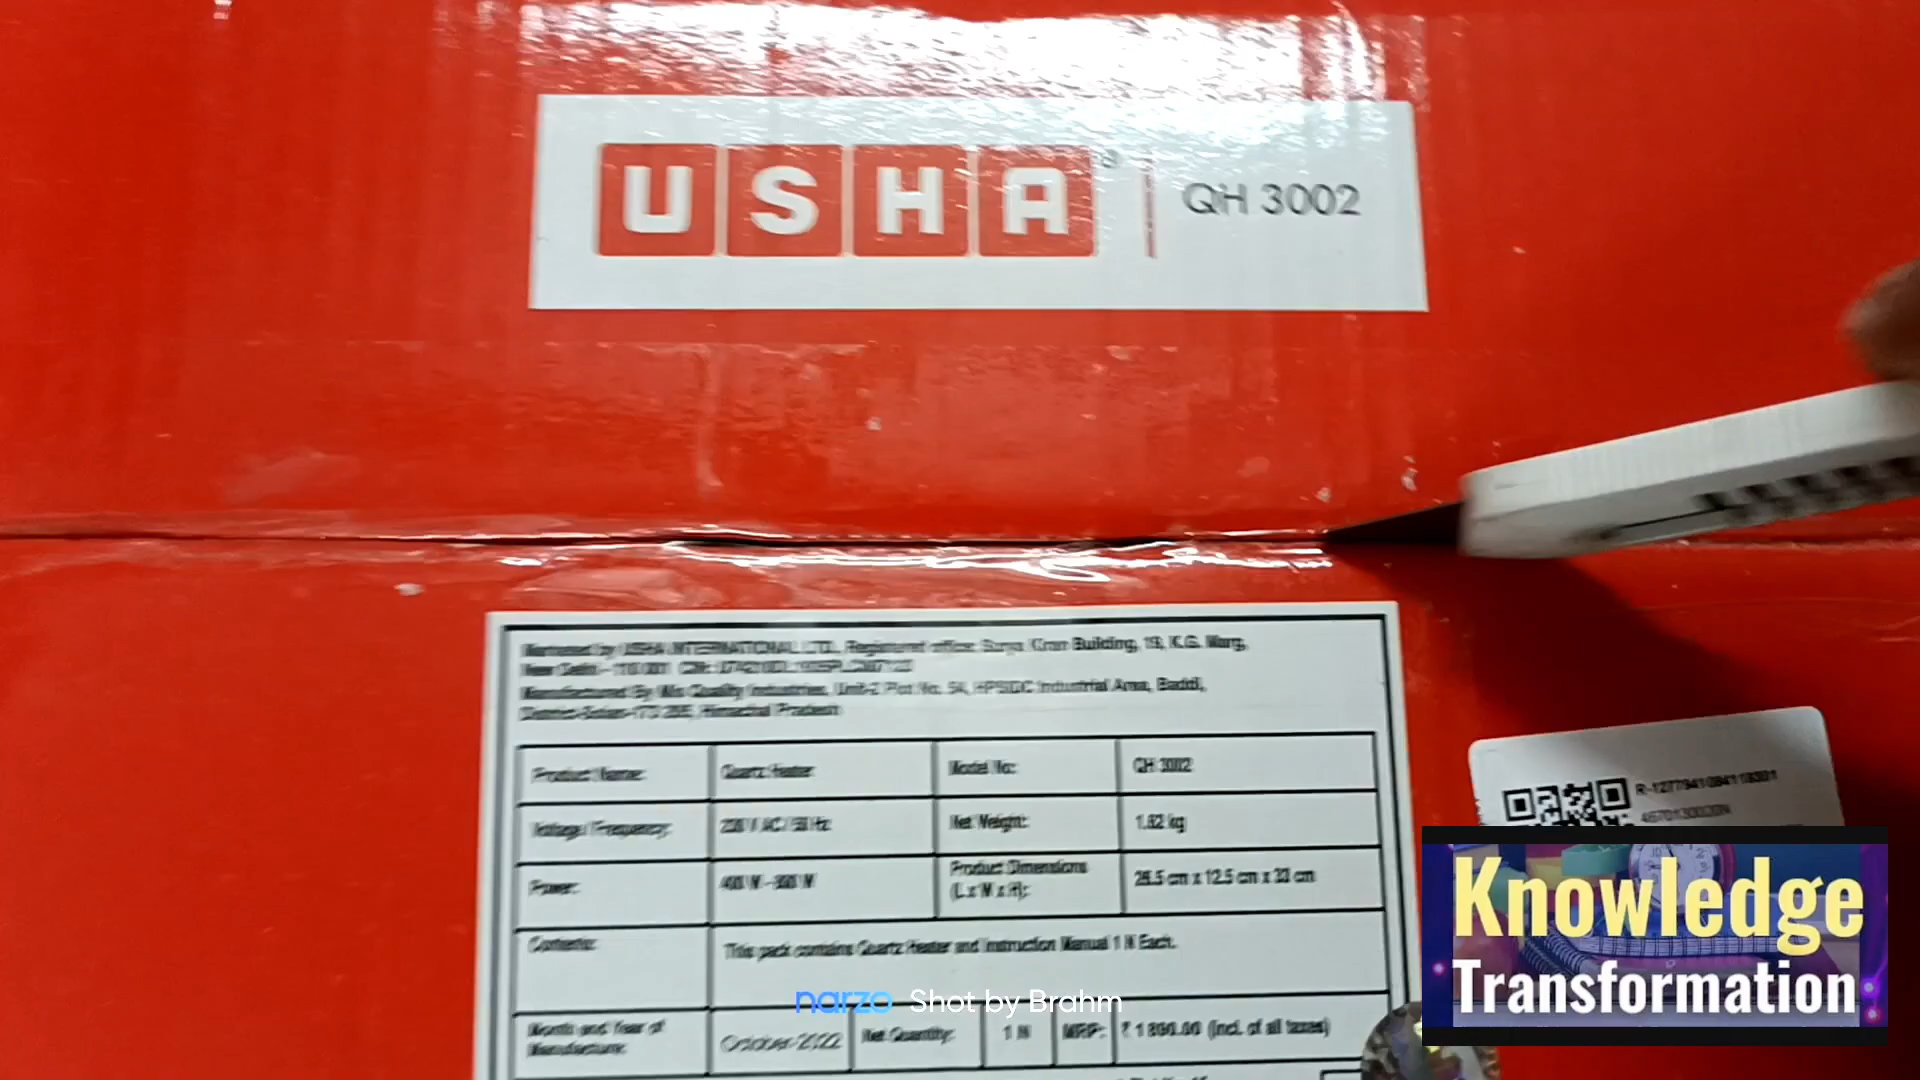 USHA
QH 3002
Marketed by USHA INTERNATIONAL LTD. Registered office: Surya Kiran Building, 19, K.G. Marg,
New Delhi - 110 001
Manufactured By M/s Quality Industries, Unit-2 Plot No. 54, HPSIDC Industrial Area, Baddi,
District-Solan-173 205, Himachal Pradesh
Product Name: Quartz Heater Model No: QH 3002
Voltage / Frequency: 230 V AC / 50 Hz Net Weight: 1.62 kg
Power: 400 W - 800 W Product Dimensions (L x W x H): 26.5 cm x 12.5 cm x 33 cm
Contents: This pack contains Quartz Heater and Instruction Manual 1 N Each.
Month and Year of Manufacture: October-2022 Net Quantity: 1 N MRP: ₹ 1890.00 (Incl. of all taxes)
narzo Shot by Brahm
Knowledge
Transformation